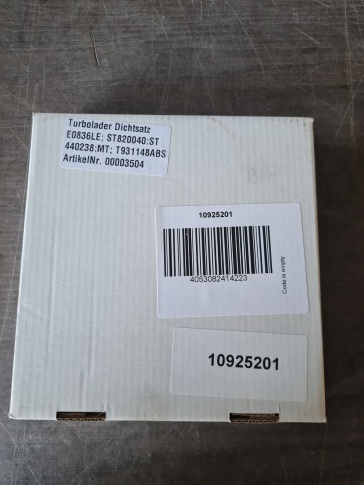 Turbolader Dichtsatz
E0836LE; ST820040:ST
440238:MT; T931148ABS
ArtikelNr. 00003504
10925201
4053082414223
Code is empty
10925201